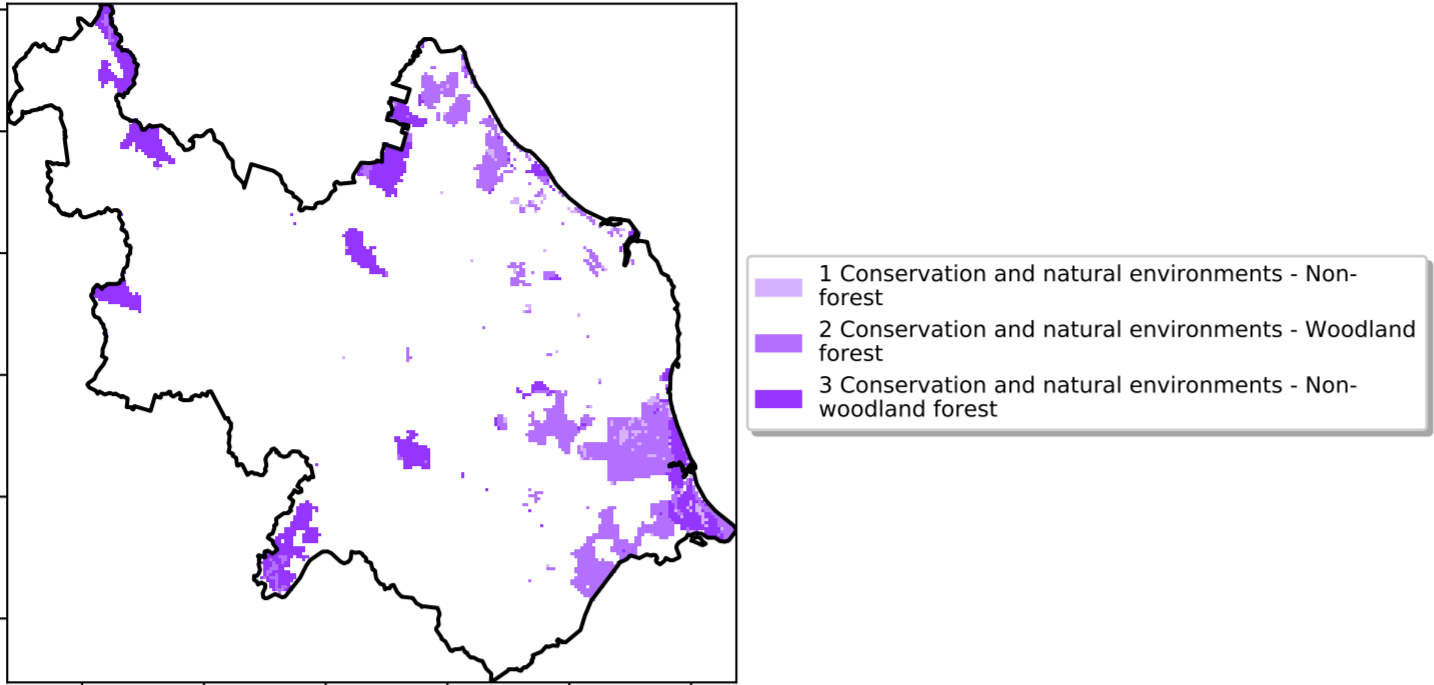 1 Conservation and natural environments - Non-
forest
2 Conservation and natural environments - Woodland
forest
3 Conservation and natural environments - Non-
woodland forest